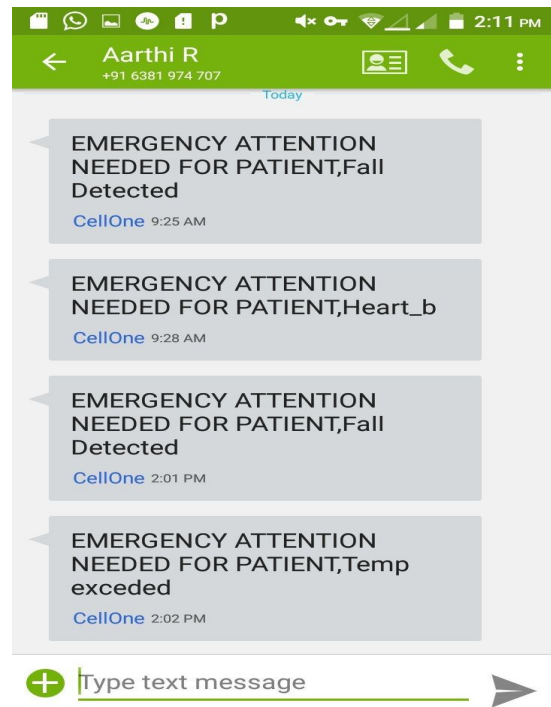 2:11 PM
Aarthi R
+91 6381 974 707
Today
EMERGENCY ATTENTION
NEEDED FOR PATIENT,Fall
Detected
CellOne 9:25 AM
EMERGENCY ATTENTION
NEEDED FOR PATIENT,Heart_b
CellOne 9:28 AM
EMERGENCY ATTENTION
NEEDED FOR PATIENT,Fall
Detected
CellOne 2:01 PM
EMERGENCY ATTENTION
NEEDED FOR PATIENT,Temp
exceded
CellOne 2:02 PM
Type text message